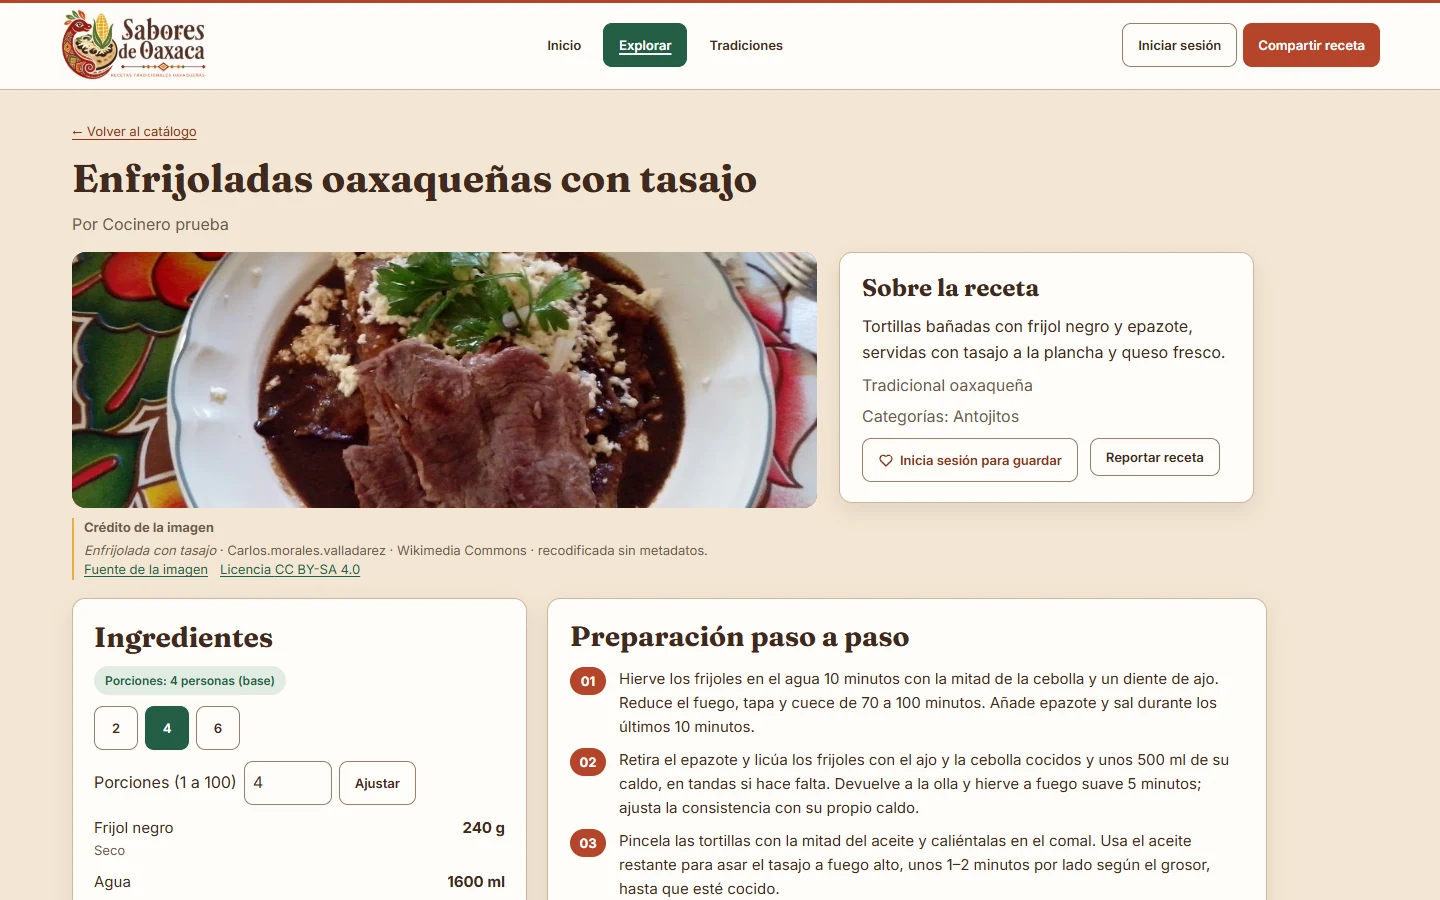 Sabores
de Oaxaca
RECETAS TRADICIONALES OAXAQUEÑAS
Inicio
Explorar
Tradiciones
Iniciar sesión
Compartir receta
← Volver al catálogo
Enfrijoladas oaxaqueñas con tasajo
Por Cocinero prueba
Sobre la receta
Tortillas bañadas con frijol negro y epazote,
servidas con tasajo a la plancha y queso fresco.
Tradicional oaxaqueña
Categorías: Antojitos
Inicia sesión para guardar
Reportar receta
Crédito de la imagen
Enfrijolada con tasajo · Carlos.morales.valladarez · Wikimedia Commons · recodificada sin metadatos.
Fuente de la imagen Licencia CC BY-SA 4.0
Ingredientes
Porciones: 4 personas (base)
2
4
6
Porciones (1 a 100) 4 Ajustar
Frijol negro 240 g
Seco
Agua 1600 ml
Preparación paso a paso
01 Hierve los frijoles en el agua 10 minutos con la mitad de la cebolla y un diente de ajo.
Reduce el fuego, tapa y cuece de 70 a 100 minutos. Añade epazote y sal durante los
últimos 10 minutos.
02 Retira el epazote y licúa los frijoles con el ajo y la cebolla cocidos y unos 500 ml de su
caldo, en tandas si hace falta. Devuelve a la olla y hierve a fuego suave 5 minutos;
ajusta la consistencia con su propio caldo.
03 Pincela las tortillas con la mitad del aceite y caliéntalas en el comal. Usa el aceite
restante para asar el tasajo a fuego alto, unos 1–2 minutos por lado según el grosor,
hasta que esté cocido.